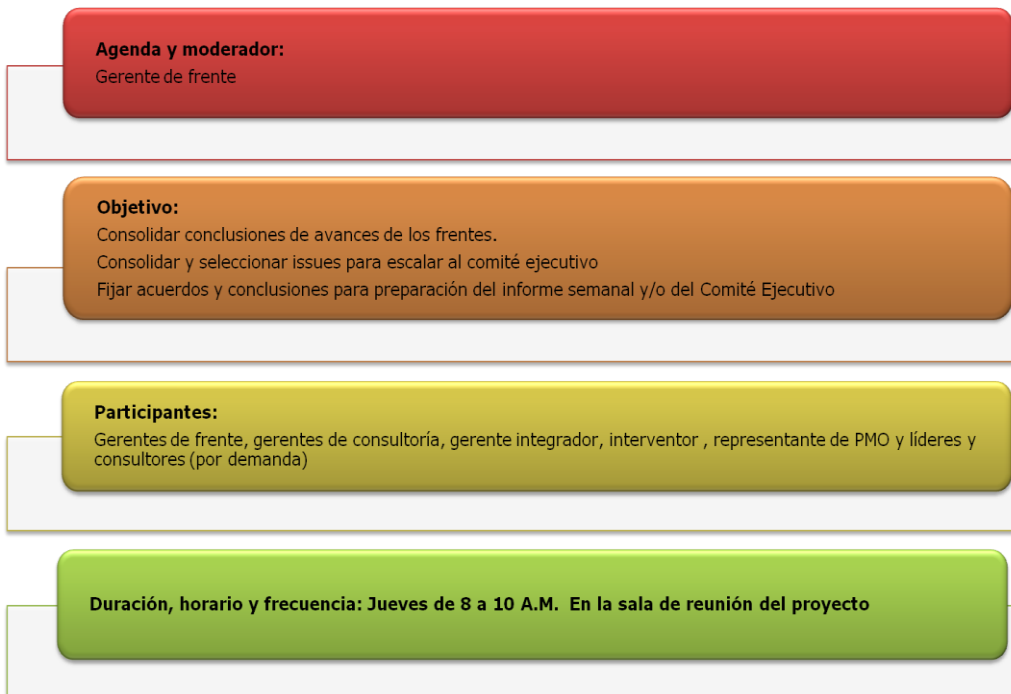 Agenda y moderador:
Gerente de frente
Objetivo:
Consolidar conclusiones de avances de los frentes.
Consolidar y seleccionar issues para escalar al comité ejecutivo
Fijar acuerdos y conclusiones para preparación del informe semanal y/o del Comité Ejecutivo
Participantes:
Gerentes de frente, gerentes de consultoría, gerente integrador, interventor , representante de PMO y líderes y
consultores (por demanda)
Duración, horario y frecuencia: Jueves de 8 a 10 A.M.  En la sala de reunión del proyecto